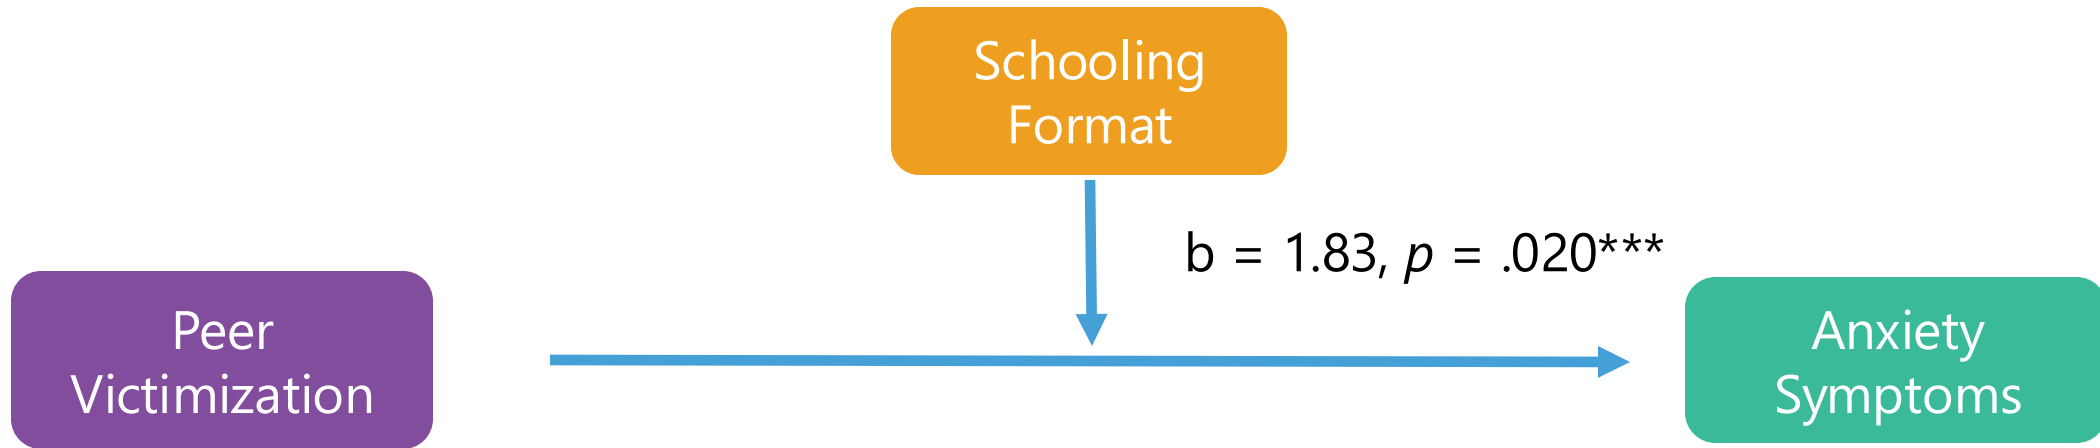 Schooling
Format
b = 1.83, p = .020***
Peer
Victimization
Anxiety
Symptoms